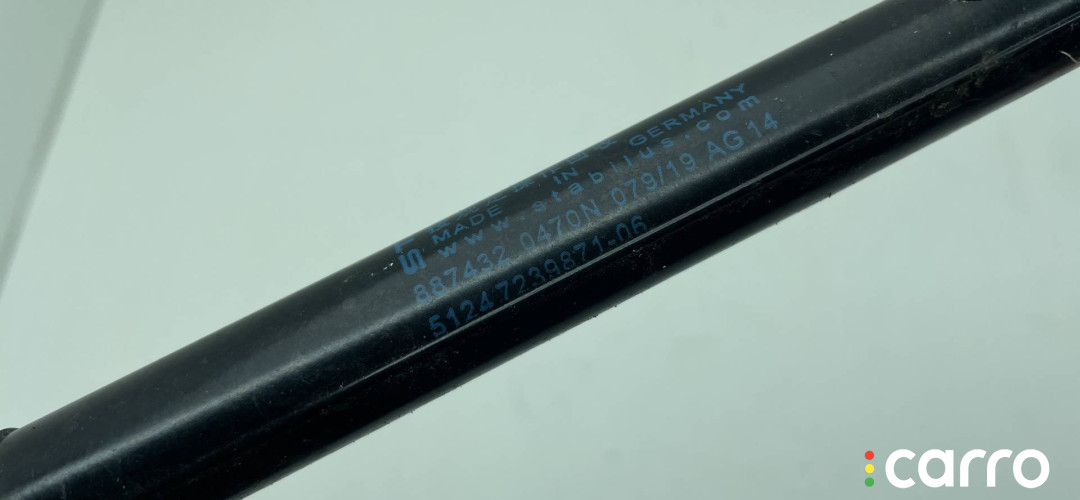 MADE IN GERMANY
www.stabilus.com
887432 0470N 079/19 AG14
51247239871-06
carro